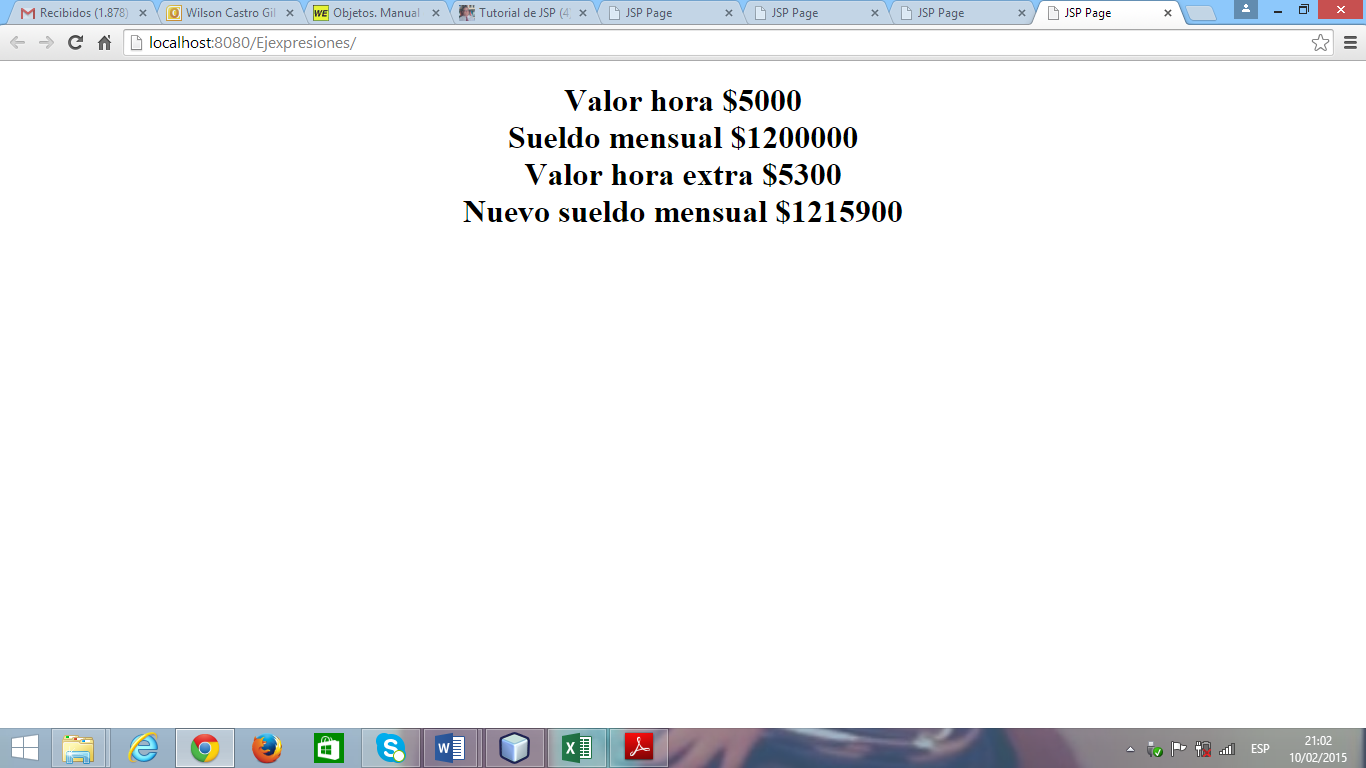 Recibidos (1.878)
Wilson Castro Gil
WE Objetos. Manual
Tutorial de JSP (4)
JSP Page
JSP Page
JSP Page
JSP Page
localhost:8080/Ejexpresiones/
Valor hora $5000
Sueldo mensual $1200000
Valor hora extra $5300
Nuevo sueldo mensual $1215900
ESP
21:02
10/02/2015